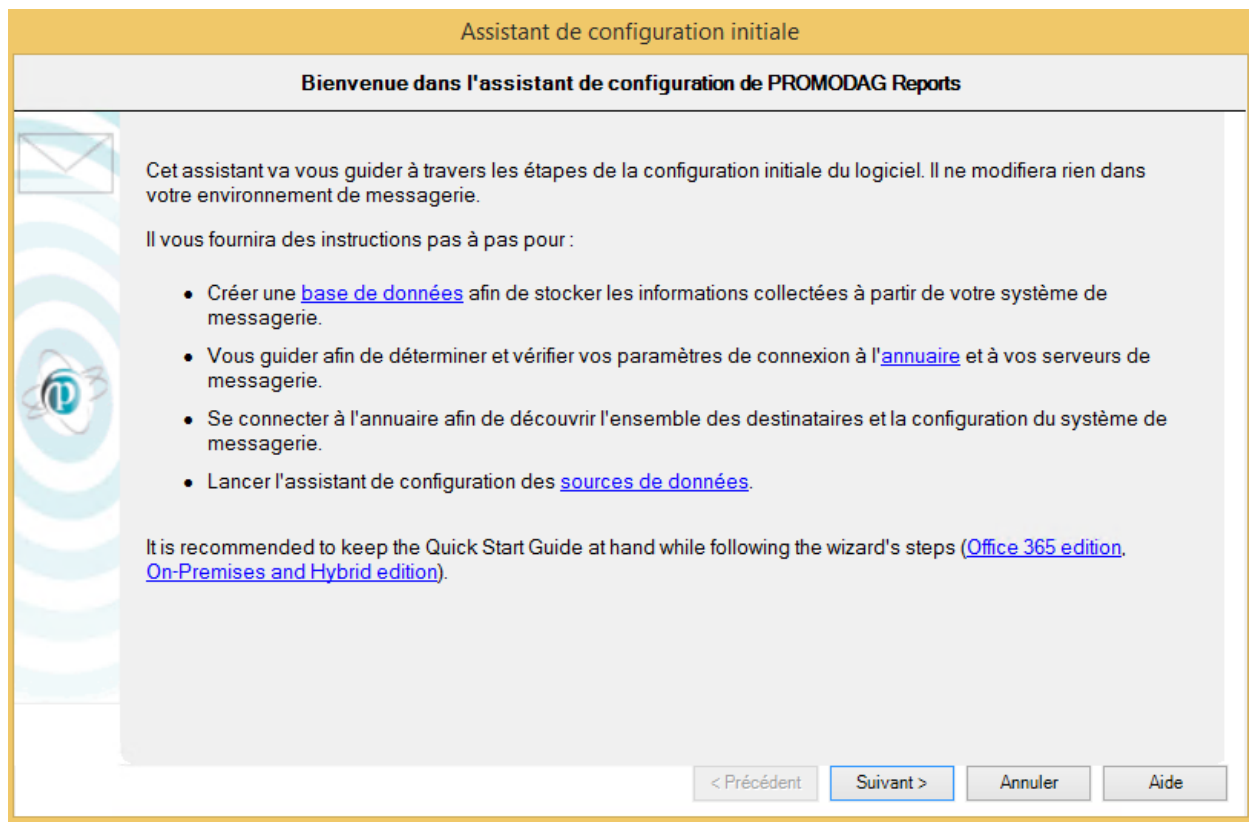 Assistant de configuration initiale
Bienvenue dans l'assistant de configuration de PROMODAG Reports
Cet assistant va vous guider à travers les étapes de la configuration initiale du logiciel. Il ne modifiera rien dans
votre environnement de messagerie.
Il vous fournira des instructions pas à pas pour :
• Créer une base de données afin de stocker les informations collectées à partir de votre système de
messagerie.
• Vous guider afin de déterminer et vérifier vos paramètres de connexion à l'annuaire et à vos serveurs de
messagerie.
• Se connecter à l'annuaire afin de découvrir l'ensemble des destinataires et la configuration du système de
messagerie.
• Lancer l'assistant de configuration des sources de données.
It is recommended to keep the Quick Start Guide at hand while following the wizard's steps (Office 365 edition,
On-Premises and Hybrid edition).
< Précédent
Suivant >
Annuler
Aide